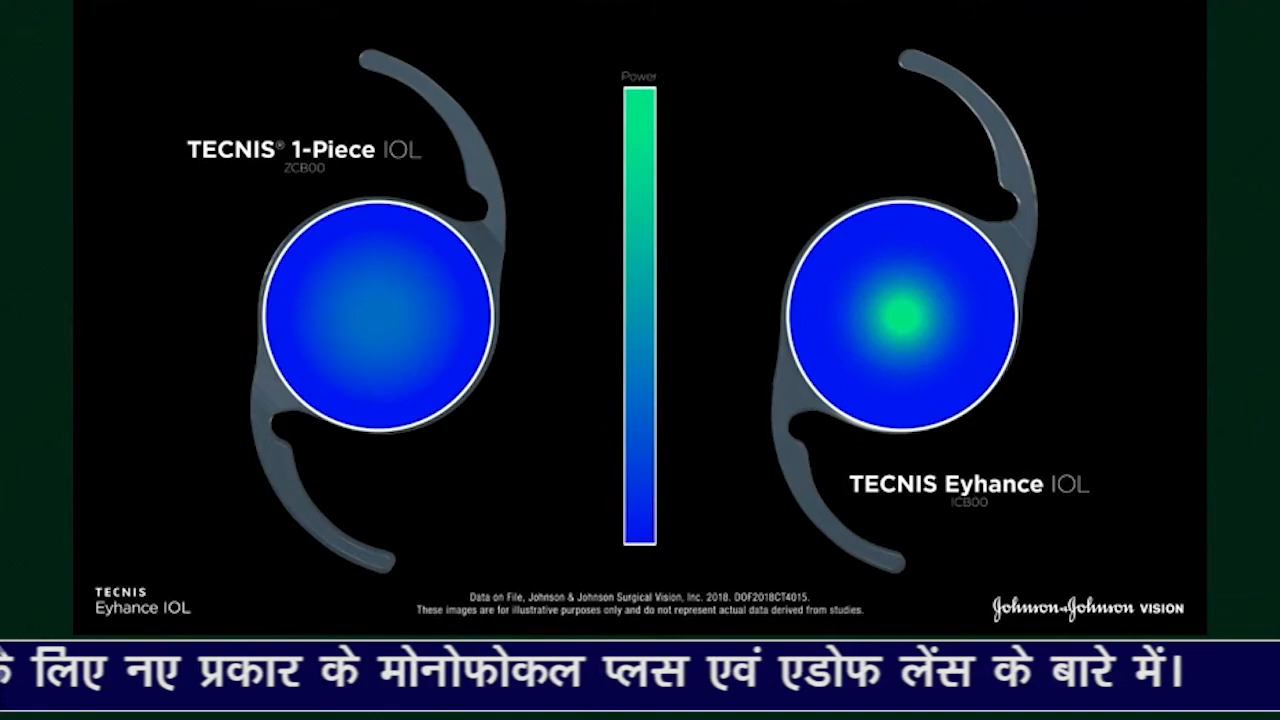 Power
TECNIS® 1-Piece IOL
ZCB00
TECNIS Eyhance IOL
ICB00
TECNIS
Eyhance IOL
Data on File, Johnson & Johnson Surgical Vision, Inc. 2018. DOF2018CT4015.
These images are for illustrative purposes only and do not represent actual data derived from studies.
Johnson & Johnson VISION
लिए नए प्रकार के मोनोफोकल प्लस एवं एडोफ लेंस के बारे में।